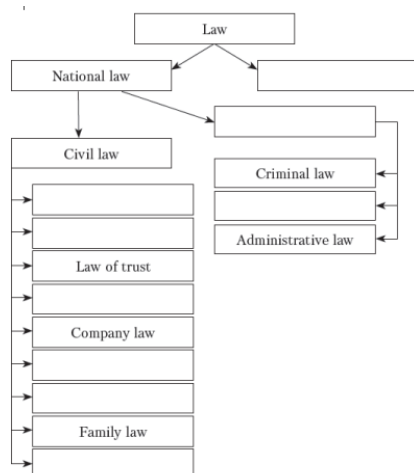 Law
National law
Civil law
Criminal law
Administrative law
Law of trust
Company law
Family law